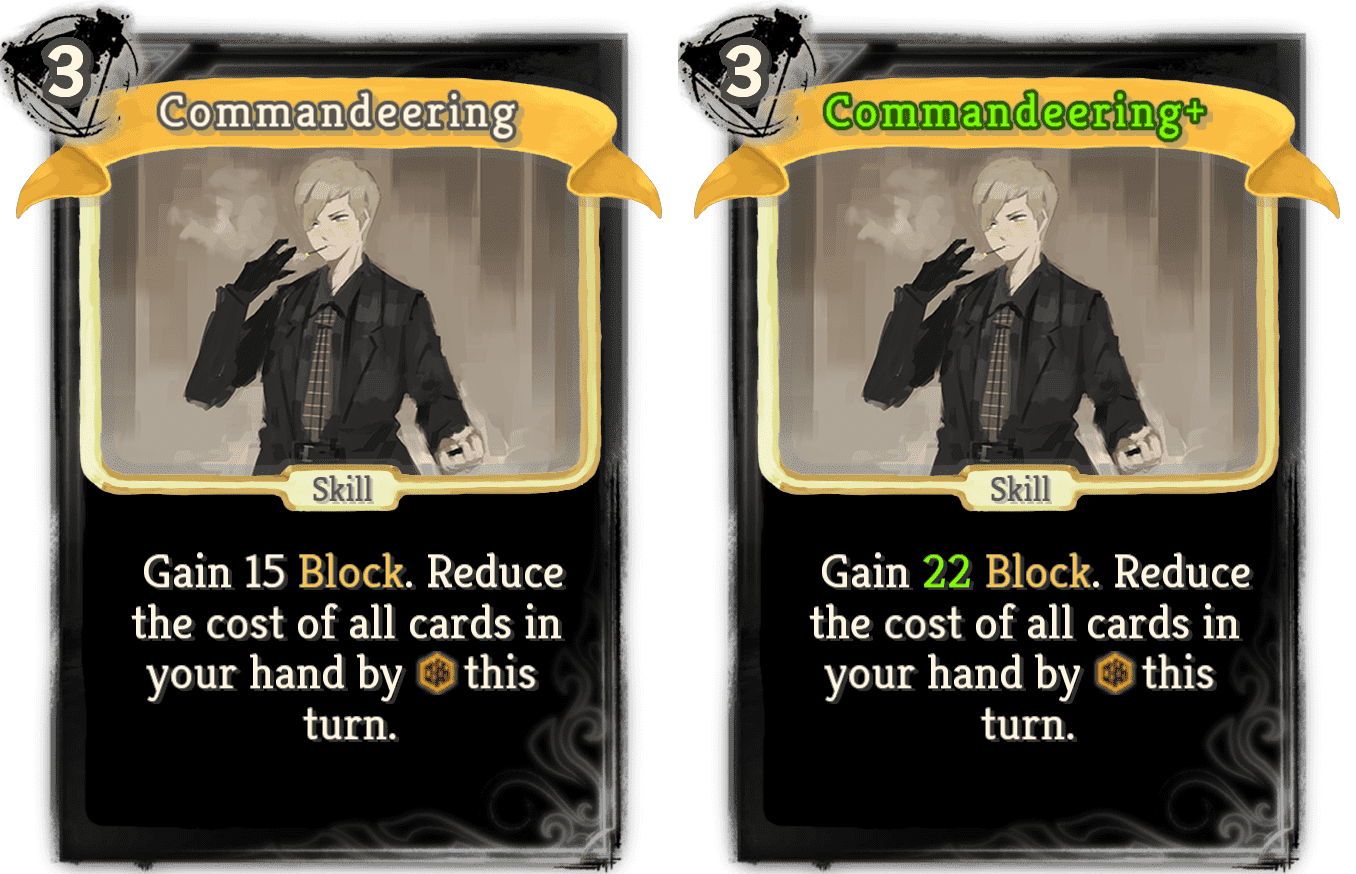 3
Commandeering
Skill
Gain 15 Block. Reduce
the cost of all cards in
your hand by this
turn.
3
Commandeering+
Skill
Gain 22 Block. Reduce
the cost of all cards in
your hand by this
turn.